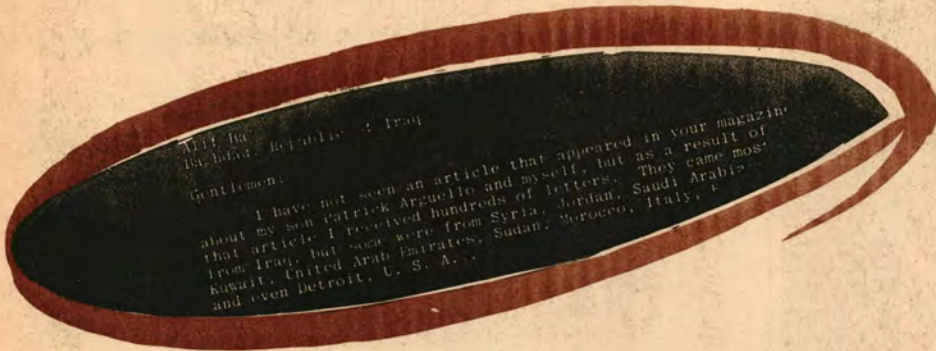 Alif Ba
Baghdad, Republic of Iraq
Gentlemen:
I have not seen an article that appeared in your magazin
about my son Patrick Arguello and myself, but as a result of
that article I received hundreds of letters. They came mos
from Iraq, but some were from Syria, Jordan, Saudi Arabia,
Kuwait, United Arab Emirates, Sudan, Morocco, Italy,
and even Detroit, U. S. A...